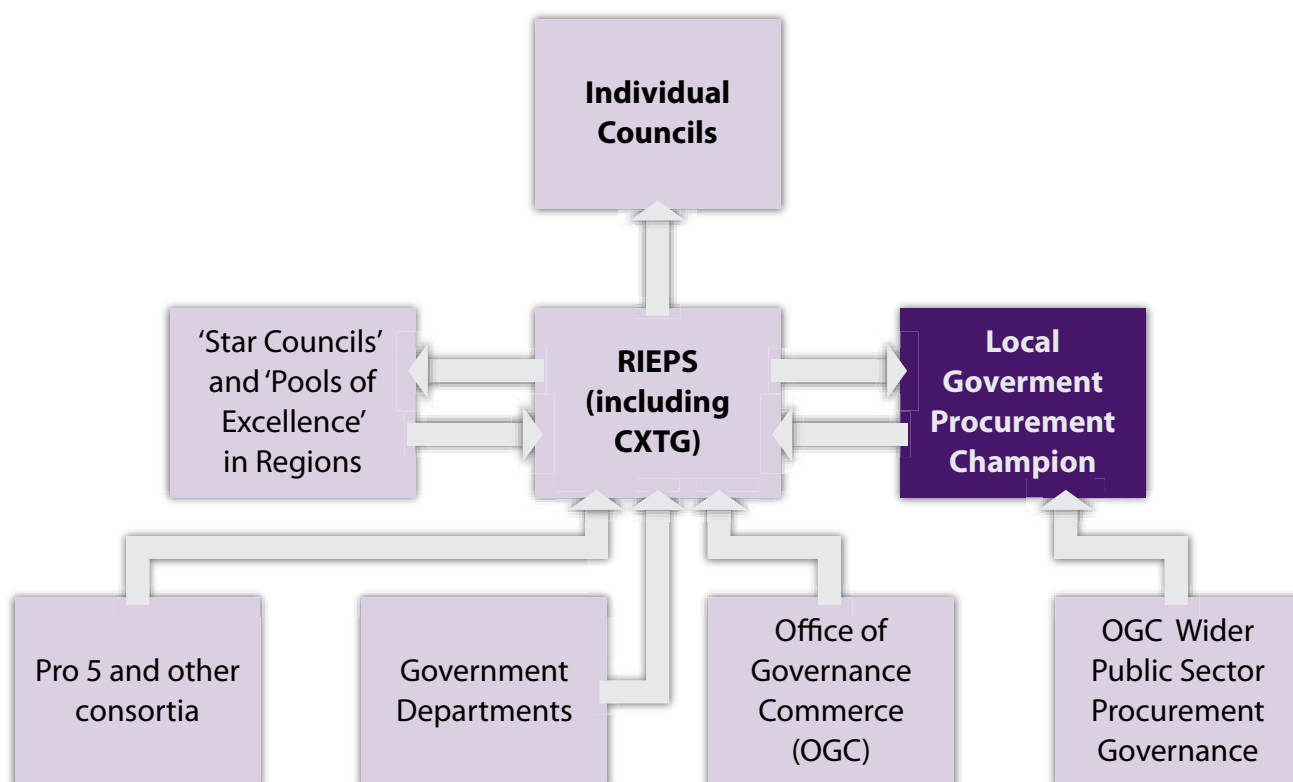 Individual
Councils
‘Star Councils’
and ‘Pools of
Excellence’
in Regions
RIEPS
(including
CXTG)
Local
Goverment
Procurement
Champion
Pro 5 and other
consortia
Government
Departments
Office of
Governance
Commerce
(OGC)
OGC Wider
Public Sector
Procurement
Governance